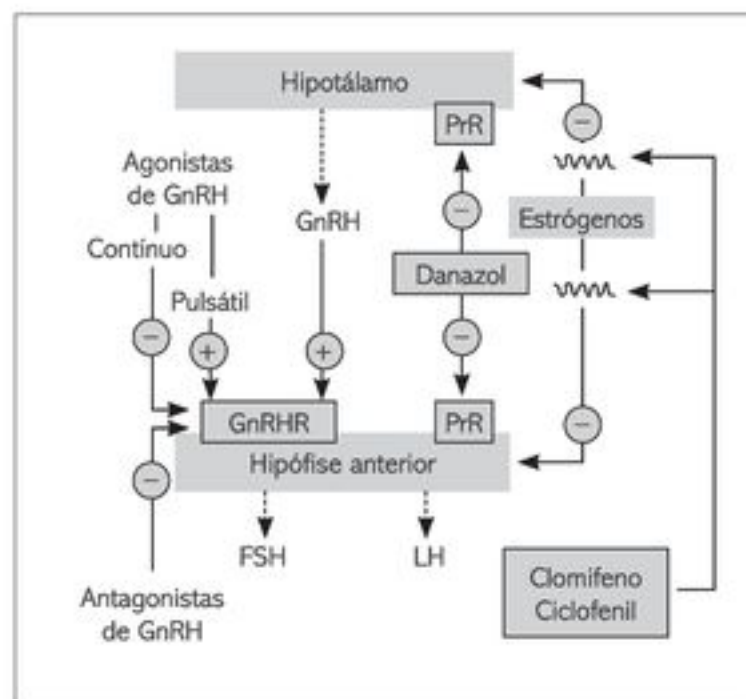 Hipotálamo
PrR
−
Agonistas
de GnRH
GnRH
−
Estrógenos
Contínuo
Danazol
Pulsátil
−
+
+
−
GnRHR
PrR
−
Hipófise anterior
−
FSH
LH
Clomifeno
Ciclofenil
Antagonistas
de GnRH